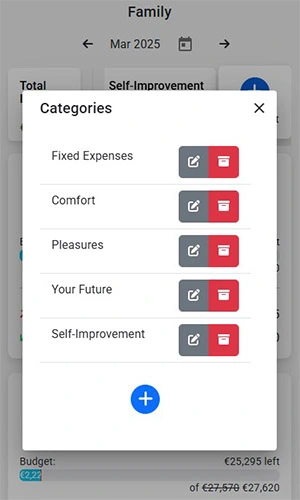 Family
Mar 2025
Total
Self-Improvement
Categories
Fixed Expenses
Comfort
Pleasures
Your Future
Self-Improvement
Budget:
€25,295 left
€2,22
of €27,570 €27,620